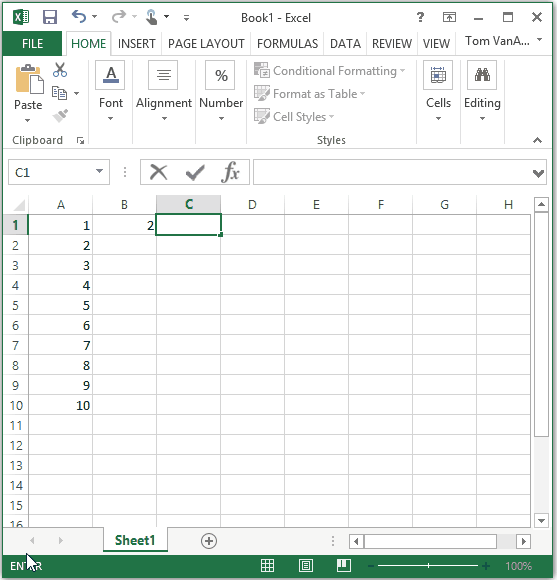 Book1 - Excel
FILE HOME INSERT PAGE LAYOUT FORMULAS DATA REVIEW VIEW Tom VanA...
Paste
Font
Alignment
%
Number
Conditional Formatting
Format as Table
Cell Styles
Cells
Editing
Clipboard
Styles
C1
fx
A B C D E F G H
1 1 2
2 2
3 3
4 4
5 5
6 6
7 7
8 8
9 9
10 10
11
12
13
14
15
16
Sheet1
100%